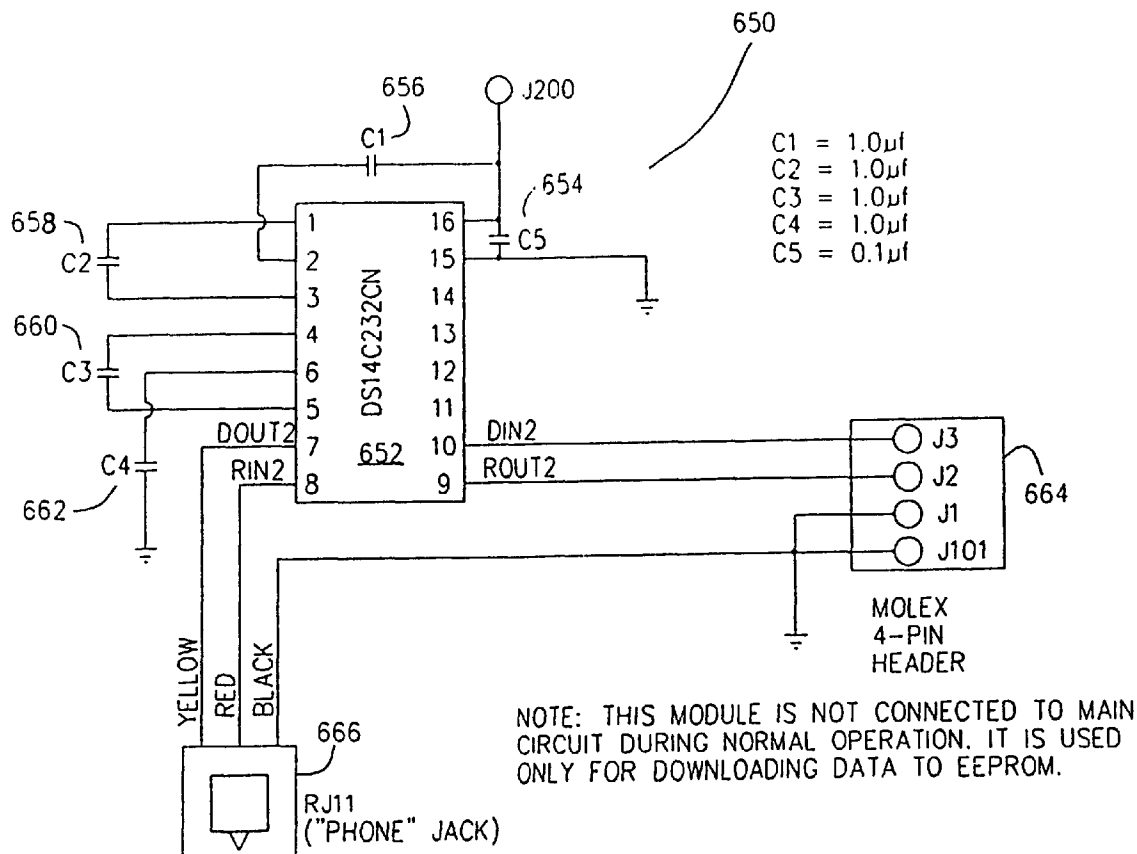 650
656
J200
C1
C1 = 1.0µf
C2 = 1.0µf
C3 = 1.0µf
C4 = 1.0µf
C5 = 0.1µf
654
658
C2
1
2
3
4
6
5
7
8
16
15
14
13
12
11
10
9
C5
DS14C232CN
652
660
C3
DOUT2
RIN2
C4
662
DIN2
ROUT2
J3
J2
J1
J101
664
MOLEX
4-PIN
HEADER
YELLOW
RED
BLACK
666
RJ11
("PHONE" JACK)
NOTE: THIS MODULE IS NOT CONNECTED TO MAIN
CIRCUIT DURING NORMAL OPERATION. IT IS USED
ONLY FOR DOWNLOADING DATA TO EEPROM.